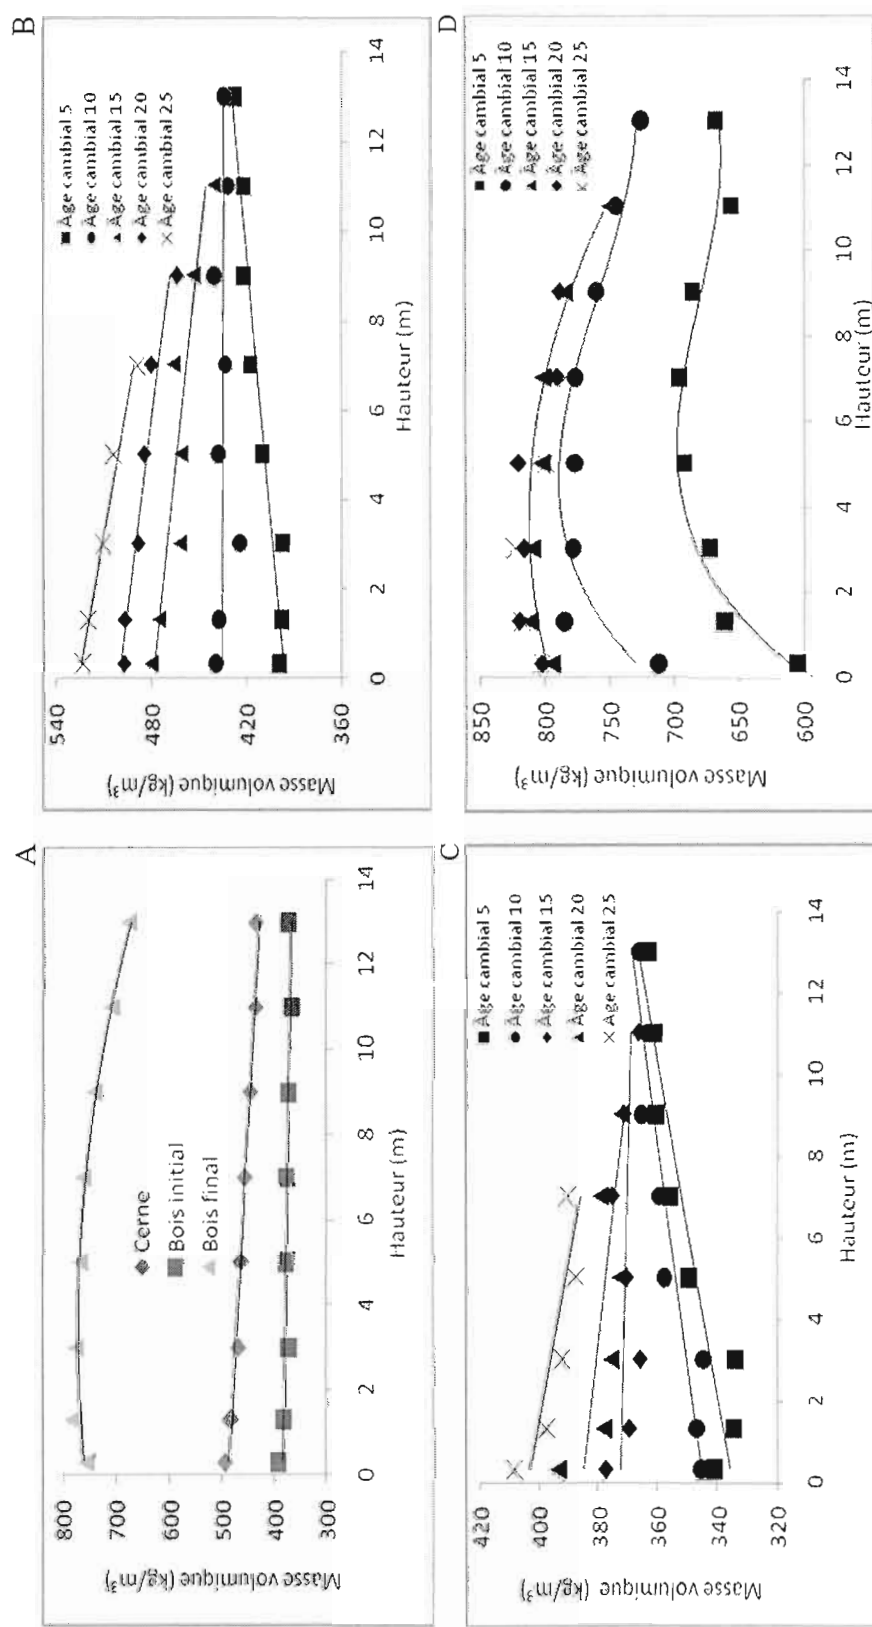 A
800
700
600
500
400
300
Masse volumique (kg/m³)
Cerne
Bois initial
Bois final
0
2
4
6
8
10
12
14
Hauteur (m)
B
540
480
420
360
Masse volumique (kg/m³)
Âge cambial 5
Âge cambial 10
Âge cambial 15
Âge cambial 20
Âge cambial 25
0
2
4
6
8
10
12
14
Hauteur (m)
C
420
400
380
360
340
320
Masse volumique (kg/m³)
Âge cambial 5
Âge cambial 10
Âge cambial 15
Âge cambial 20
Âge cambial 25
0
2
4
6
8
10
12
14
Hauteur (m)
D
850
800
750
700
650
600
Masse volumique (kg/m³)
Âge cambial 5
Âge cambial 10
Âge cambial 15
Âge cambial 20
Âge cambial 25
0
2
4
6
8
10
12
14
Hauteur (m)